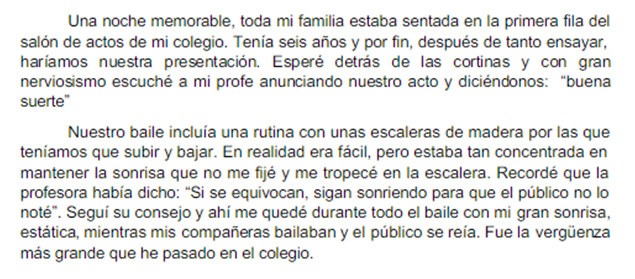 Una noche memorable, toda mi familia estaba sentada en la primera fila del
salón de actos de mi colegio. Tenía seis años y por fin, después de tanto ensayar,
haríamos nuestra presentación. Esperé detrás de las cortinas y con gran
nerviosismo escuché a mi profe anunciando nuestro acto y diciéndonos: “buena
suerte”
Nuestro baile incluía una rutina con unas escaleras de madera por las que
teníamos que subir y bajar. En realidad era fácil, pero estaba tan concentrada en
mantener la sonrisa que no me fijé y me tropecé en la escalera. Recordé que la
profesora había dicho: “Si se equivocan, sigan sonriendo para que el público no lo
noté”. Seguí su consejo y ahí me quedé durante todo el baile con mi gran sonrisa,
estática, mientras mis compañeras bailaban y el público se reía. Fue la vergüenza
más grande que he pasado en el colegio.